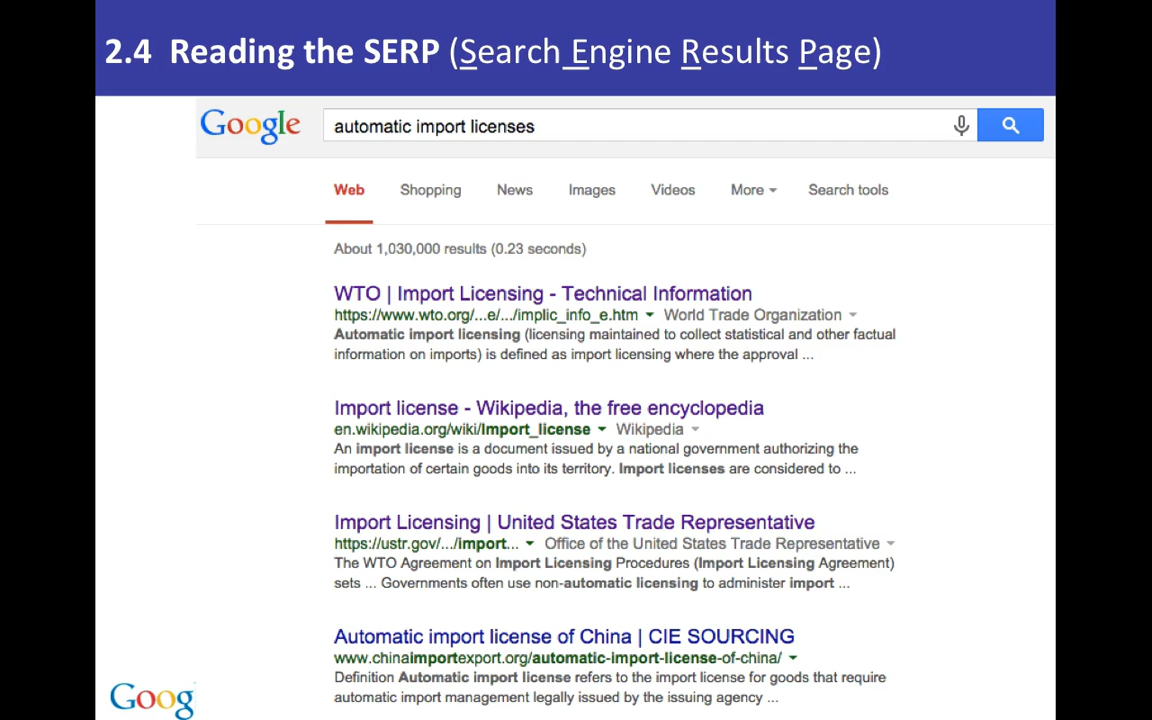 2.4 Reading the SERP (Search Engine Results Page)
Google automatic import licenses
Web Shopping News Images Videos More Search tools
About 1,030,000 results (0.23 seconds)
WTO | Import Licensing - Technical Information
https://www.wto.org/...e/.../implic_info_e.htm World Trade Organization
Automatic import licensing (licensing maintained to collect statistical and other factual
information on imports) is defined as import licensing where the approval ...
Import license - Wikipedia, the free encyclopedia
en.wikipedia.org/wiki/Import_license Wikipedia
An import license is a document issued by a national government authorizing the
importation of certain goods into its territory. Import licenses are considered to ...
Import Licensing | United States Trade Representative
https://ustr.gov/.../import... Office of the United States Trade Representative
The WTO Agreement on Import Licensing Procedures (Import Licensing Agreement)
sets ... Governments often use non-automatic licensing to administer import ...
Automatic import license of China | CIE SOURCING
www.chinaimportexport.org/automatic-import-license-of-china/
Definition Automatic import license refers to the import license for goods that require
automatic import management legally issued by the issuing agency ...
Goog